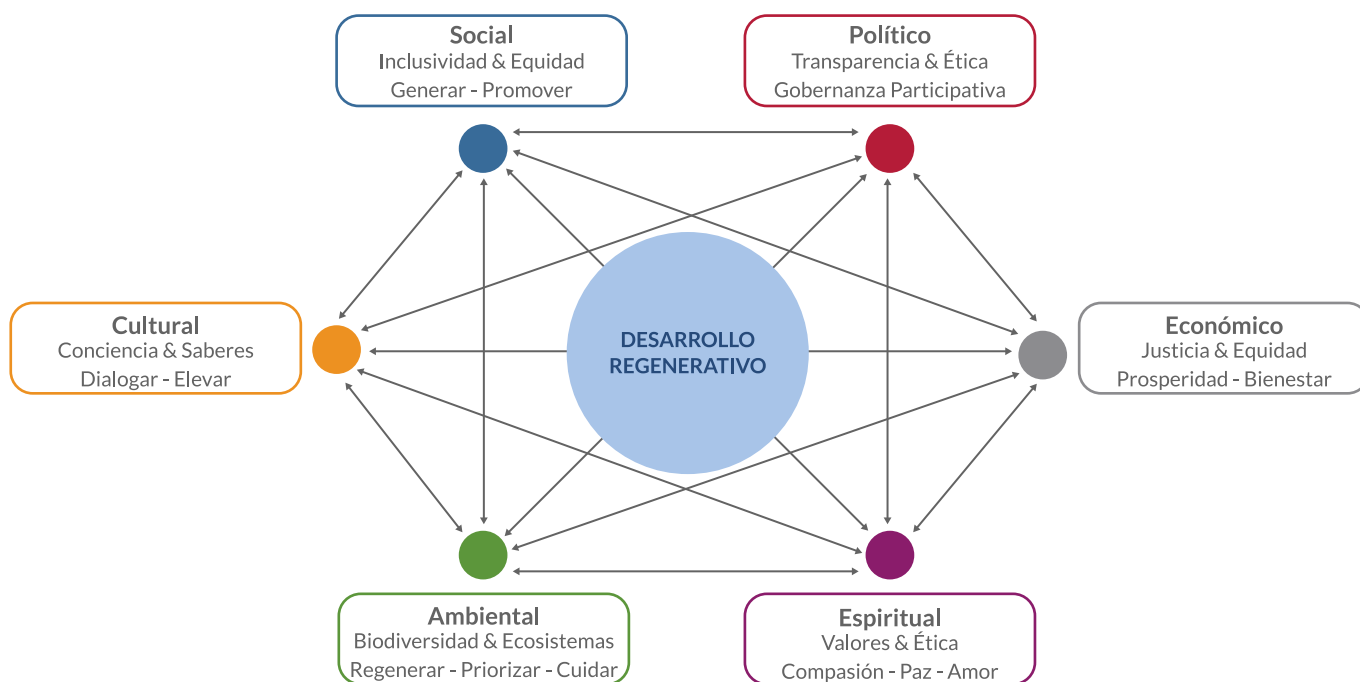 Social
Inclusividad & Equidad
Generar - Promover
Político
Transparencia & Ética
Gobernanza Participativa
Cultural
Conciencia & Saberes
Dialogar - Elevar
DESARROLLO
REGENERATIVO
Económico
Justicia & Equidad
Prosperidad - Bienestar
Ambiental
Biodiversidad & Ecosistemas
Regenerar - Priorizar - Cuidar
Espiritual
Valores & Ética
Compasión - Paz - Amor